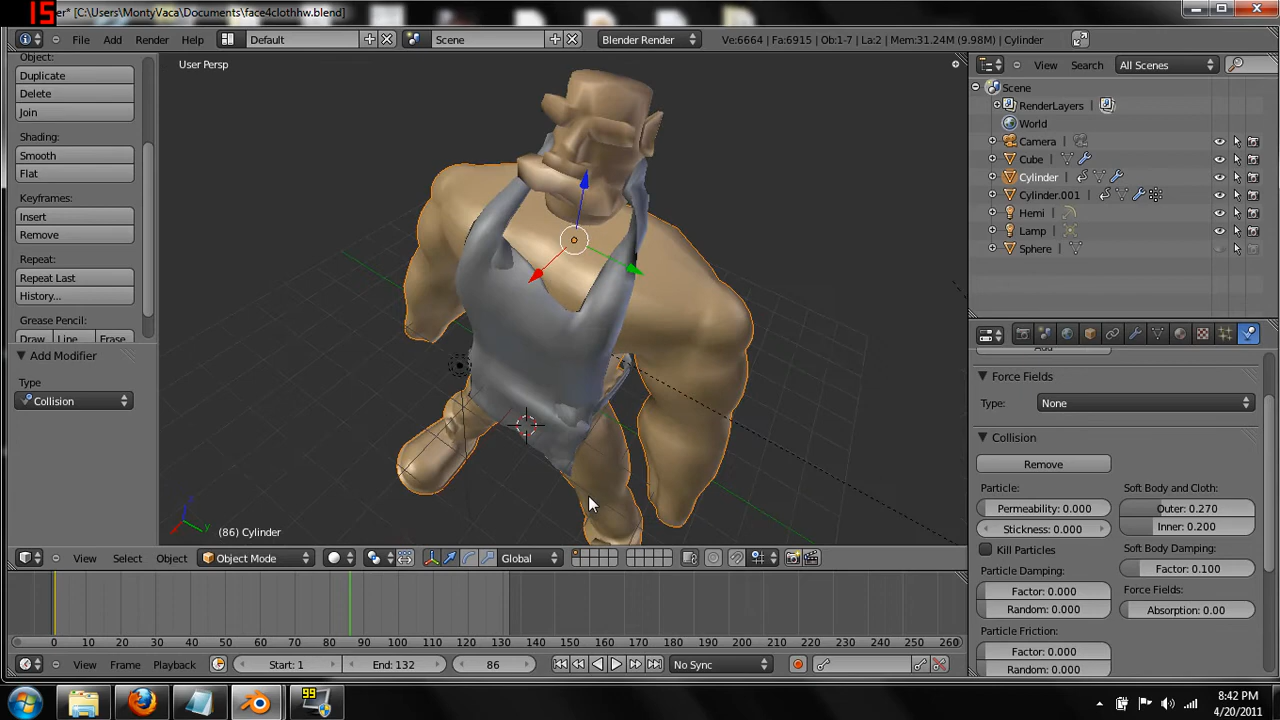 15
er* [C:\Users\MontyVaca\Documents\face4clothhw.blend]
File Add Render Help Default Scene Blender Render Ve:6664 | Fa:6915 | Ob:1-7 | La:2 | Mem:31.24M (9.98M) | Cylinder
Object:
Duplicate
Delete
Join
Shading:
Smooth
Flat
Keyframes:
Insert
Remove
Repeat:
Repeat Last
History...
Grease Pencil:
Draw Line Erase
Add Modifier
Type
Collision
User Persp
x y
(86) Cylinder
View Select Object Object Mode Global
View Search All Scenes
Scene
RenderLayers
World
Camera
Cube
Cylinder
Cylinder.001
Hemi
Lamp
Sphere
Add
Force Fields
Type: None
Collision
Remove
Particle:
Permeability: 0.000
Stickness: 0.000
Kill Particles
Particle Damping:
Factor: 0.000
Random: 0.000
Particle Friction:
Factor: 0.000
Random: 0.000
Soft Body and Cloth:
Outer: 0.270
Inner: 0.200
Soft Body Damping:
Factor: 0.100
Force Fields:
Absorption: 0.00
0 10 20 30 40 50 60 70 80 90 100 110 120 130 140 150 160 170 180 190 200 210 220 230 240 250 260
View Frame Playback Start: 1 End: 132 86 No Sync
99
8:42 PM
4/20/2011